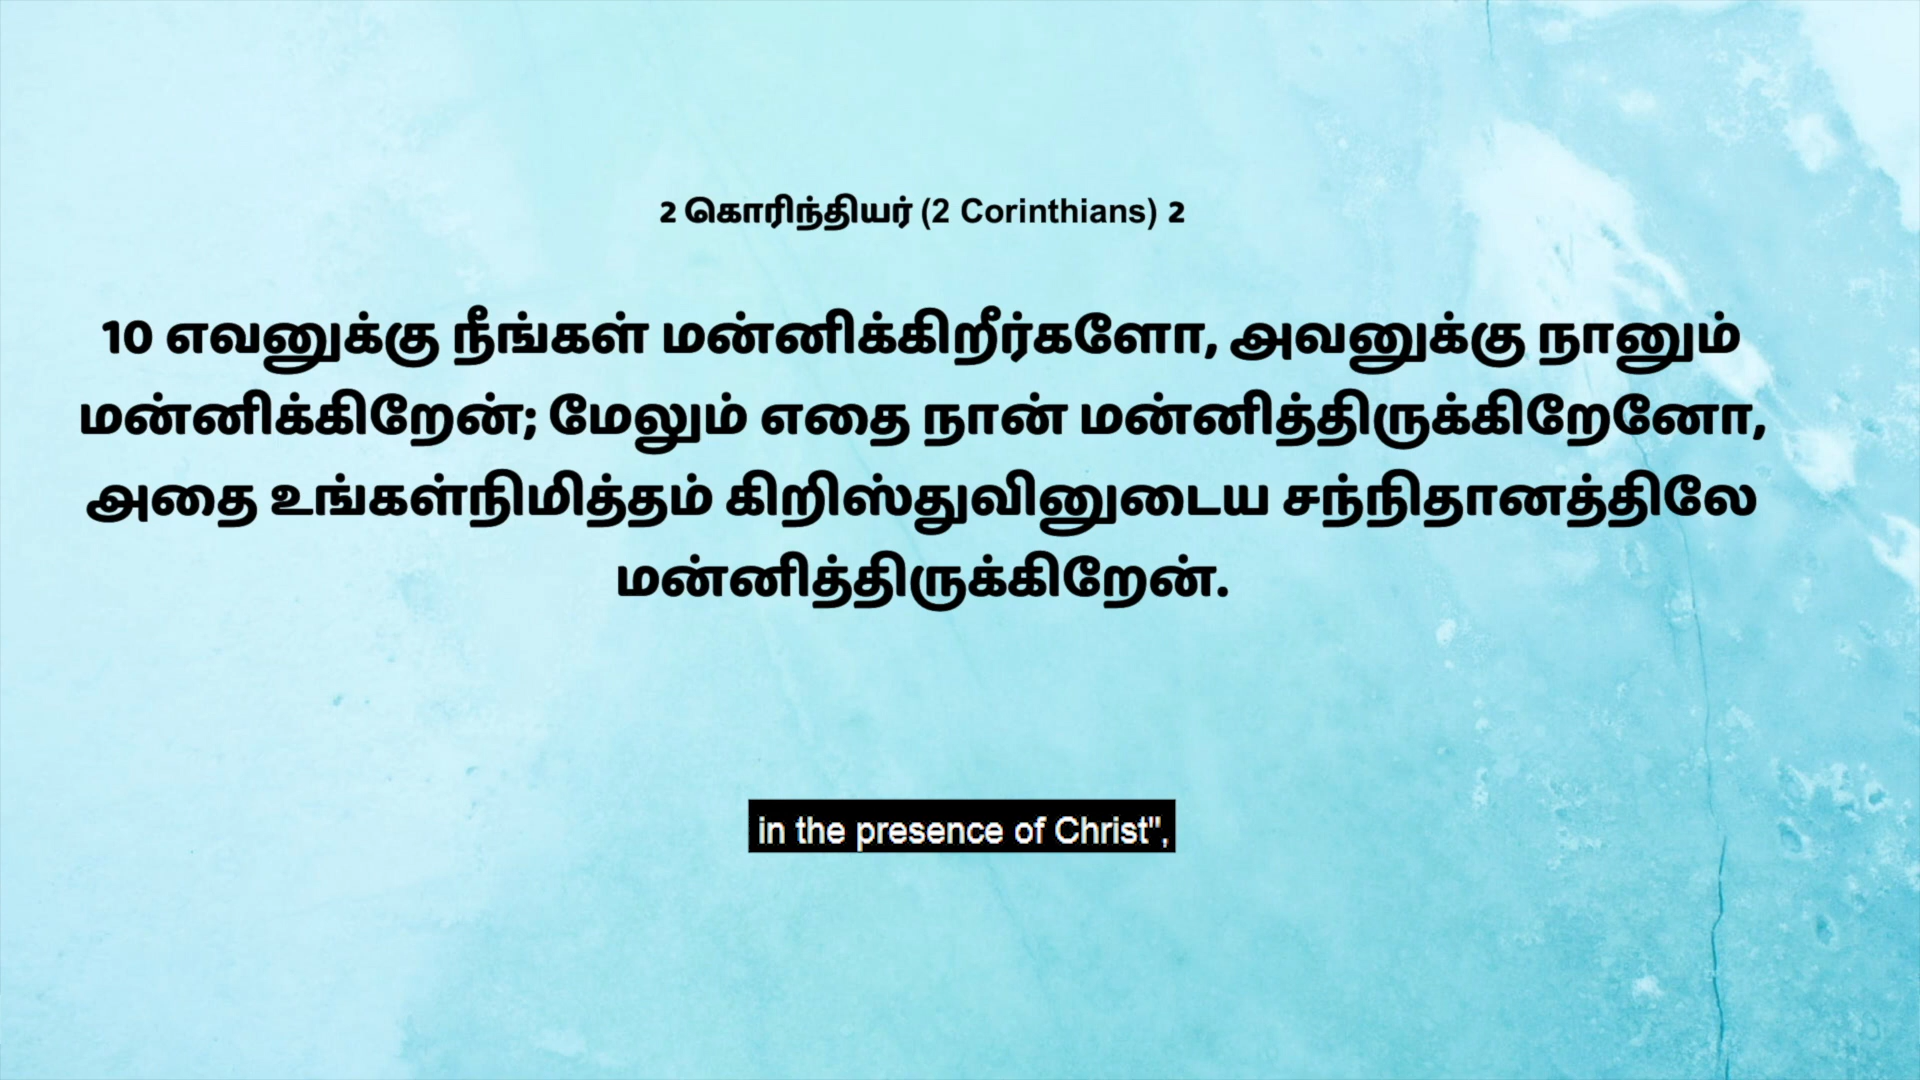 2 கொரிந்தியர் (2 Corinthians) 2
10 எவனுக்கு நீங்கள் மன்னிக்கிறீர்களோ, அவனுக்கு நானும்
மன்னிக்கிறேன்; மேலும் எதை நான் மன்னித்திருக்கிறேனோ,
அதை உங்கள்நிமித்தம் கிறிஸ்துவினுடைய சந்நிதானத்திலே
மன்னித்திருக்கிறேன்.
in the presence of Christ",